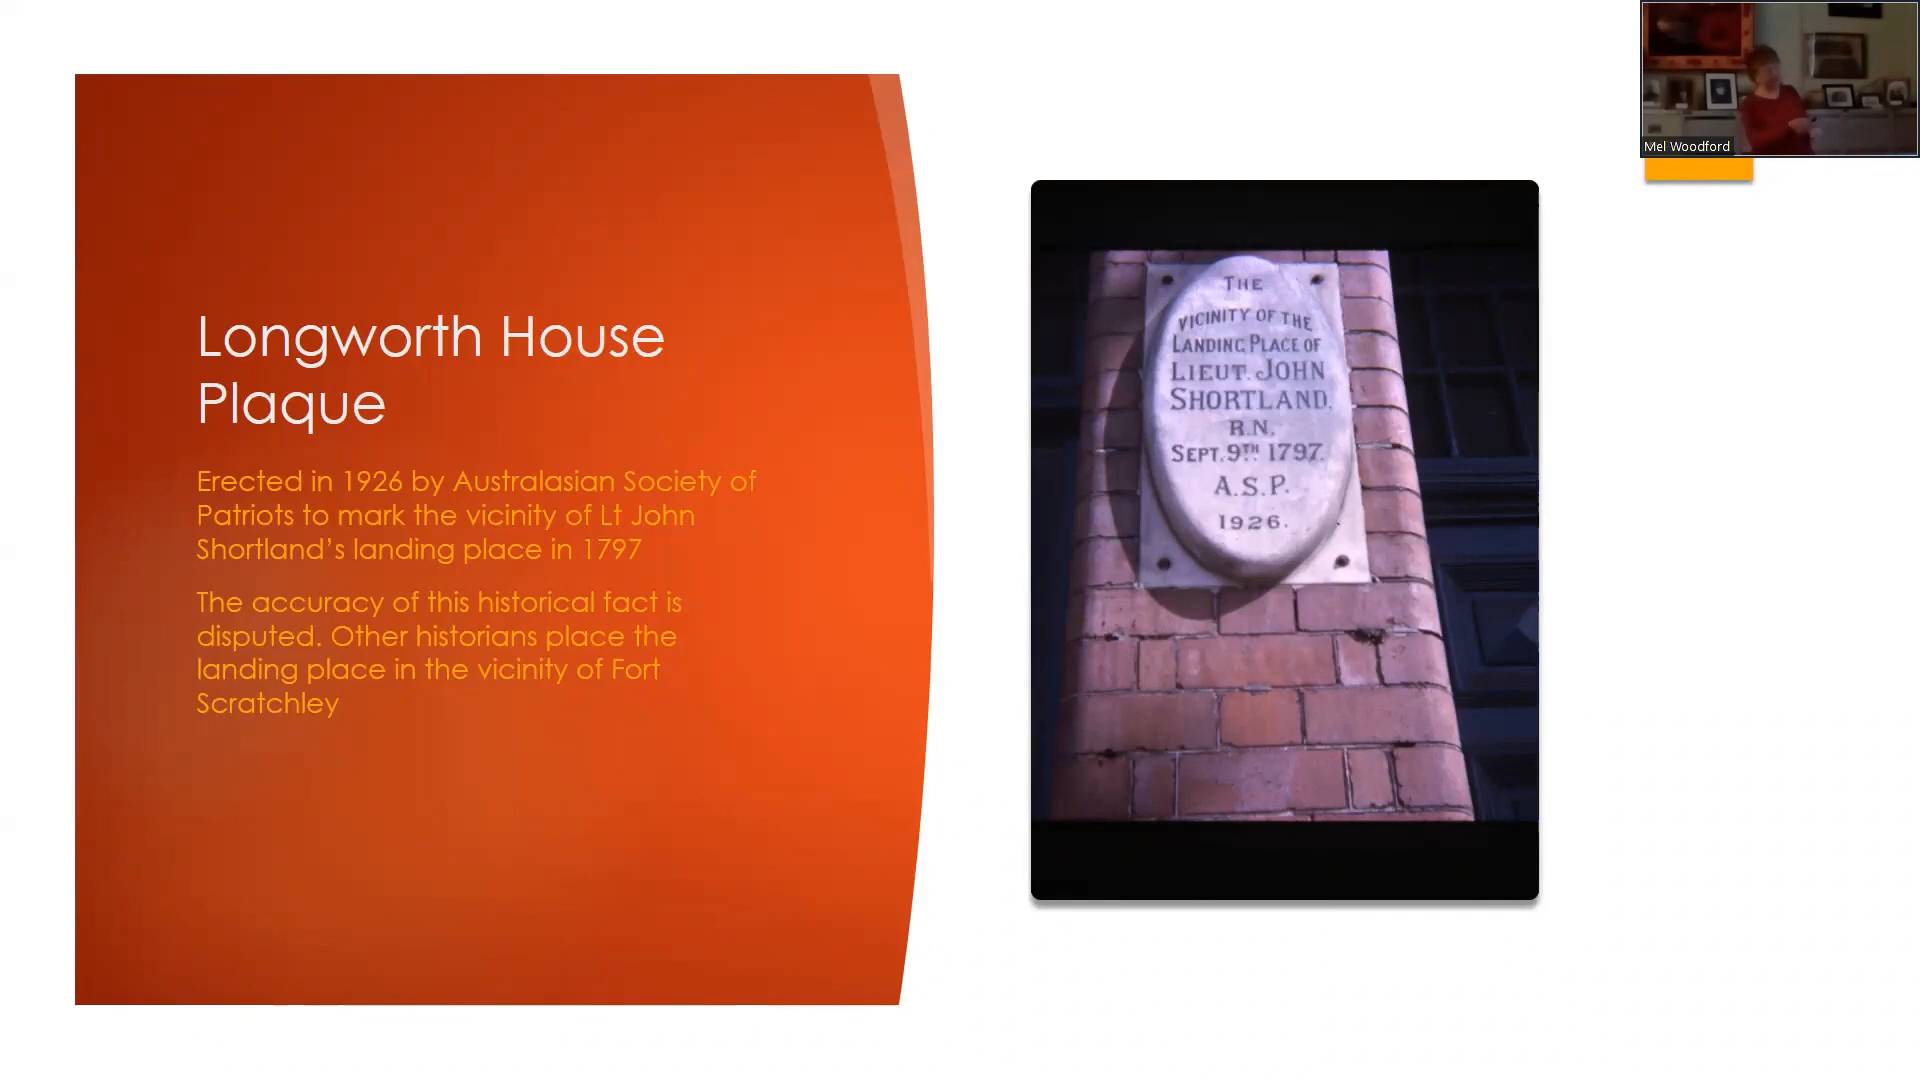 Longworth House
Plaque
Erected in 1926 by Australasian Society of
Patriots to mark the vicinity of Lt John
Shortland's landing place in 1797
The accuracy of this historical fact is
disputed. Other historians place the
landing place in the vicinity of Fort
Scratchley
THE
VICINITY OF THE
LANDING PLACE OF
LIEUT. JOHN
SHORTLAND,
R.N.
SEPT. 9TH 1797.
A.S.P.
1926.
Mel Woodford